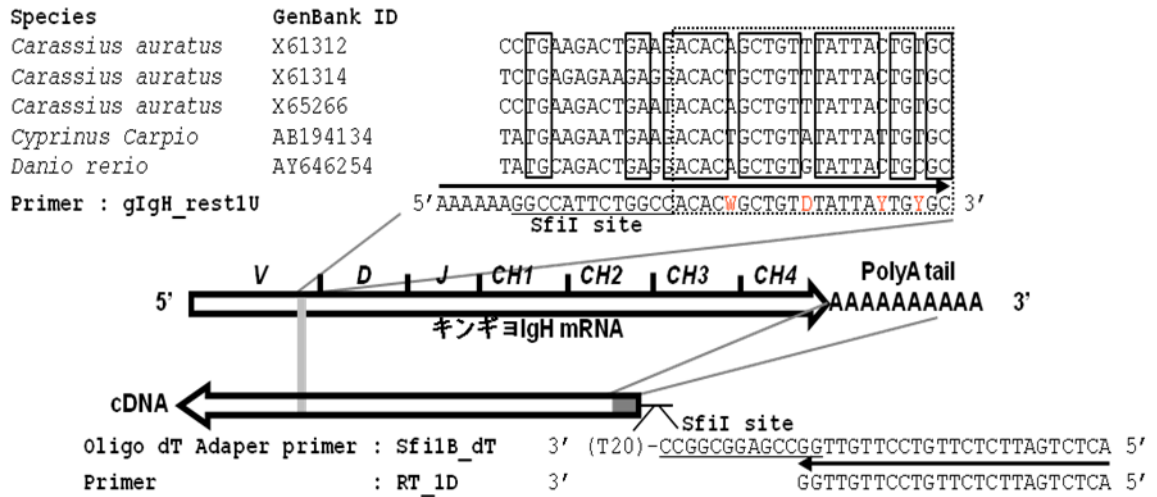 Species GenBank ID
Carassius auratus X61312 CCTGAAGACTGAAGACACAGCTGTTTATTACTGTGC
Carassius auratus X61314 TCTGAGAGAAGAGGACACTGCTGTTTATTACTGTGC
Carassius auratus X65266 CCTGAAGACTGAATACACAGCTGTTTATTACTGTGC
Cyprinus Carpio AB194134 TATGAAGAATGAAGACACTGCTGTATATTATTGTGC
Danio rerio AY646254 TATGCAGACTGAGGACACAGCTGTGTATTACTGCGC
Primer : gIgH_rest1U 5′AAAAAAGGCCATTCTGGCCACACWGCTGTDTATTAYTGYGC 3′
SfiI site
V D J CH1 CH2 CH3 CH4 PolyA tail
5′ AAAAAAAAAA 3′
キンギョIgH mRNA
cDNA
SfiI site
Oligo dT Adaper primer : Sfi1B_dT 3′ (T20)-CCGGCGGAGCCGGTTGTTCCTGTTCTCTTAGTCTCA 5′
Primer : RT_1D 3′ GGTTGTTCCTGTTCTCTTAGTCTCA 5′